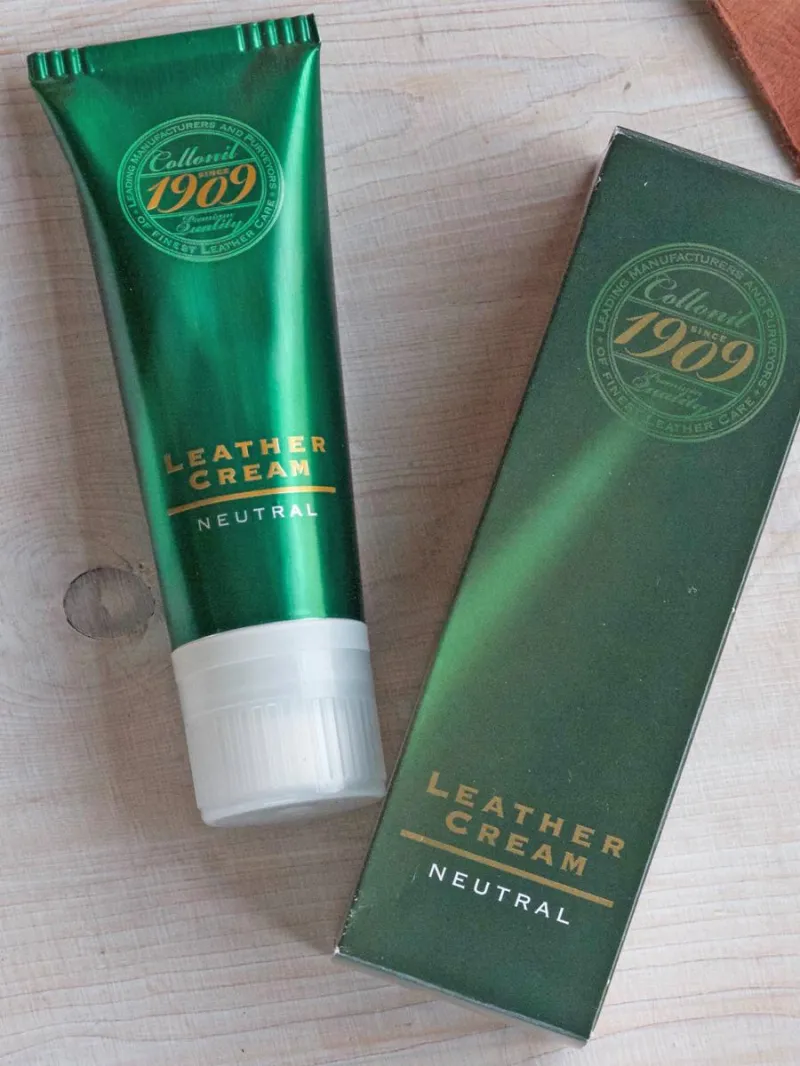 LEADING MANUFACTURERS AND PURVEYORS
Collonil
SINCE
1909
Premium
Quality
OF FINEST LEATHER CARE
LEATHER
CREAM
NEUTRAL
LEADING MANUFACTURERS AND PURVEYORS
Collonil
SINCE
1909
Premium
Quality
OF FINEST LEATHER CARE
LEATHER
CREAM
NEUTRAL